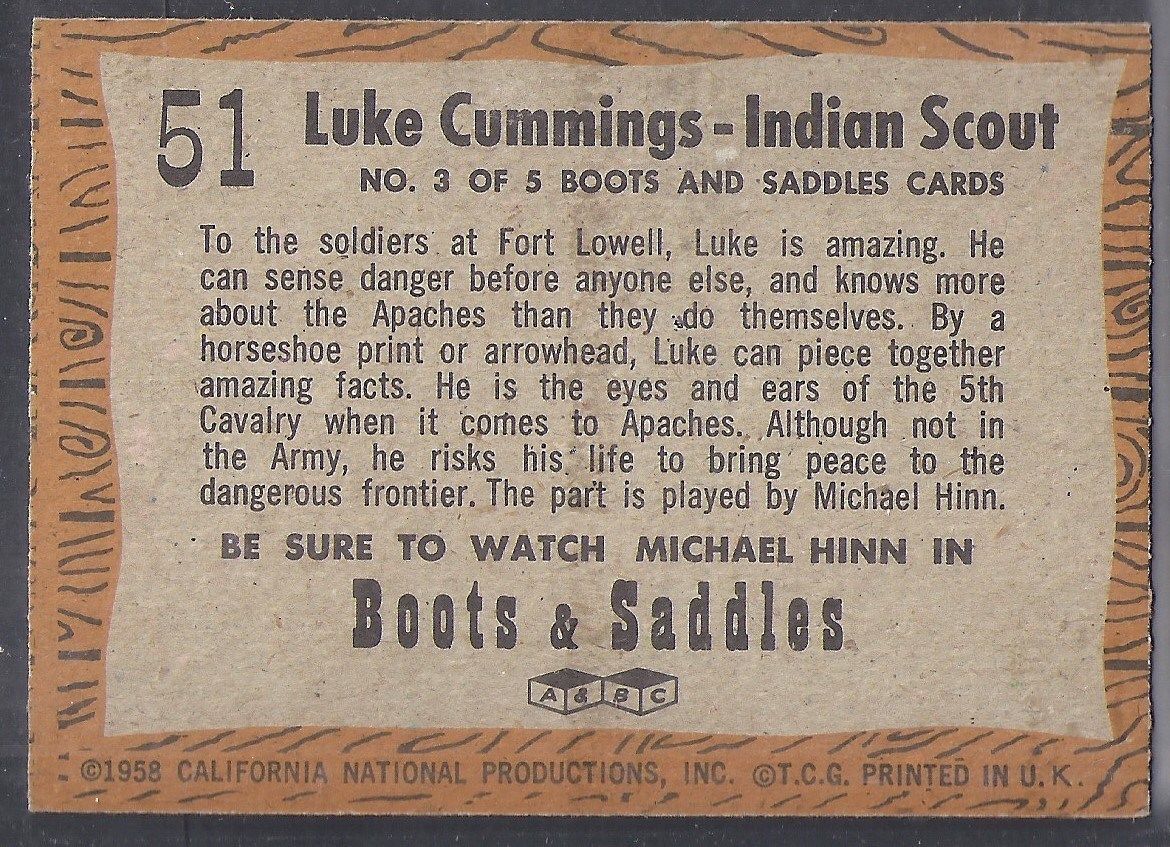 51 Luke Cummings - Indian Scout
NO. 3 OF 5 BOOTS AND SADDLES CARDS
To the soldiers at Fort Lowell, Luke is amazing. He
can sense danger before anyone else, and knows more
about the Apaches than they do themselves. By a
horseshoe print or arrowhead, Luke can piece together
amazing facts. He is the eyes and ears of the 5th
Cavalry when it comes to Apaches. Although not in
the Army, he risks his life to bring peace to the
dangerous frontier. The part is played by Michael Hinn.
BE SURE TO WATCH MICHAEL HINN IN
Boots & Saddles
A & B C
©1958 CALIFORNIA NATIONAL PRODUCTIONS, INC. ©T.C.G. PRINTED IN U.K.